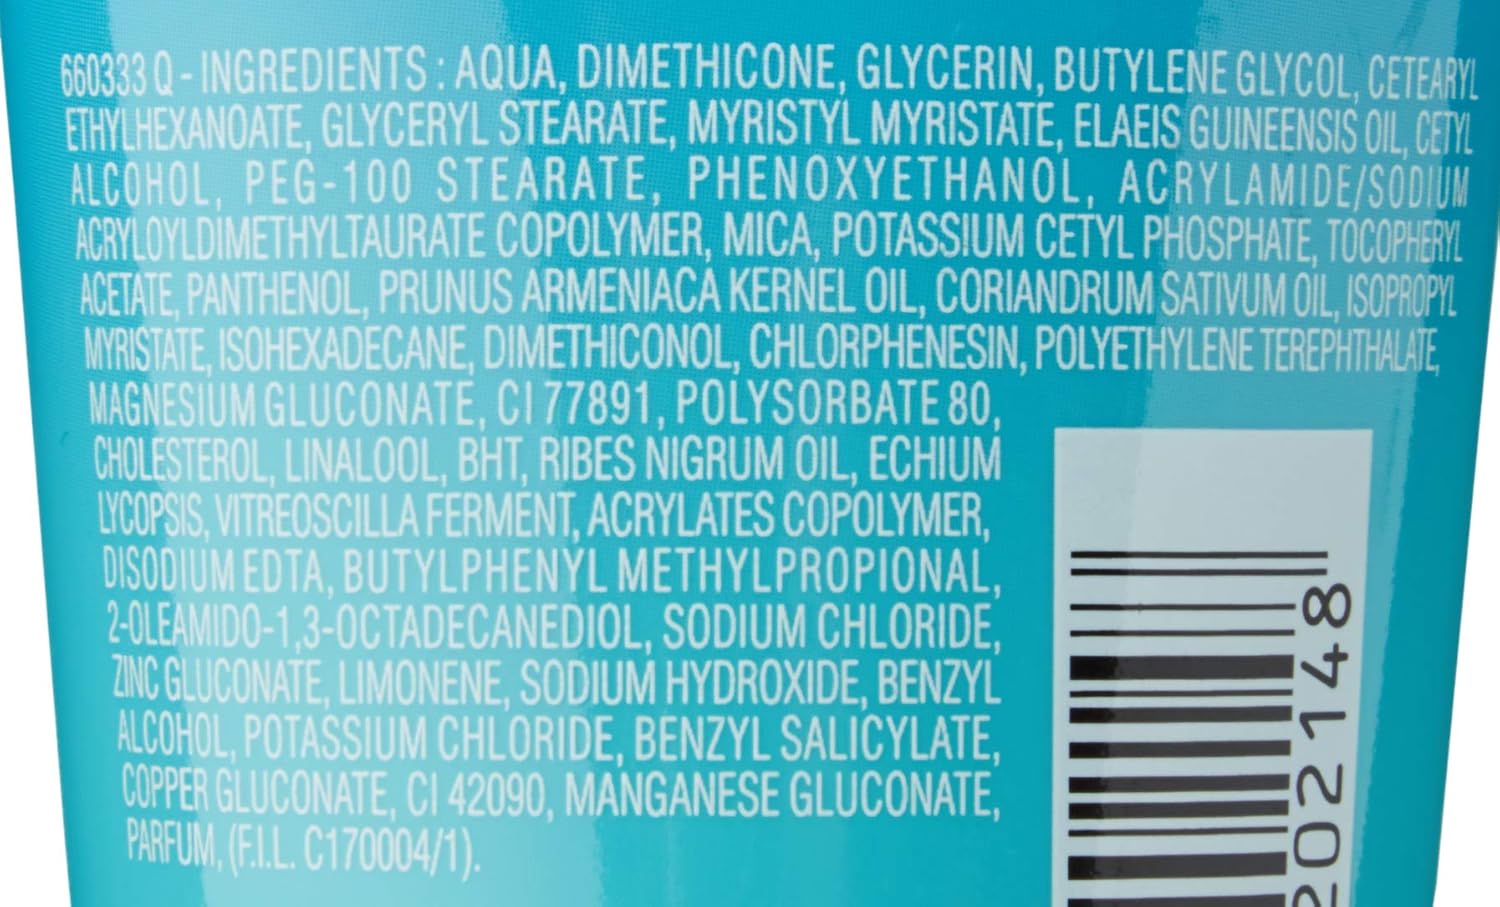 660333 Q - INGREDIENTS : AQUA, DIMETHICONE, GLYCERIN, BUTYLENE GLYCOL, CETEARYL
ETHYLHEXANOATE, GLYCERYL STEARATE, MYRISTYL MYRISTATE, ELAEIS GUINEENSIS OIL, CETYL
ALCOHOL, PEG-100 STEARATE, PHENOXYETHANOL, ACRYLAMIDE/SODIUM
ACRYLOYLDIMETHYLTAURATE COPOLYMER, MICA, POTASSIUM CETYL PHOSPHATE, TOCOPHERYL
ACETATE, PANTHENOL, PRUNUS ARMENIACA KERNEL OIL, CORIANDRUM SATIVUM OIL, ISOPROPYL
MYRISTATE, ISOHEXADECANE, DIMETHICONOL, CHLORPHENESIN, POLYETHYLENE TEREPHTHALATE,
MAGNESIUM GLUCONATE, CI 77891, POLYSORBATE 80,
CHOLESTEROL, LINALOOL, BHT, RIBES NIGRUM OIL, ECHIUM
LYCOPSIS, VITREOSCILLA FERMENT, ACRYLATES COPOLYMER,
DISODIUM EDTA, BUTYLPHENYL METHYLPROPIONAL,
2-OLEAMIDO-1,3-OCTADECANEDIOL, SODIUM CHLORIDE,
ZINC GLUCONATE, LIMONENE, SODIUM HYDROXIDE, BENZYL
ALCOHOL, POTASSIUM CHLORIDE, BENZYL SALICYLATE,
COPPER GLUCONATE, CI 42090, MANGANESE GLUCONATE,
PARFUM, (F.I.L. C170004/1).
202148